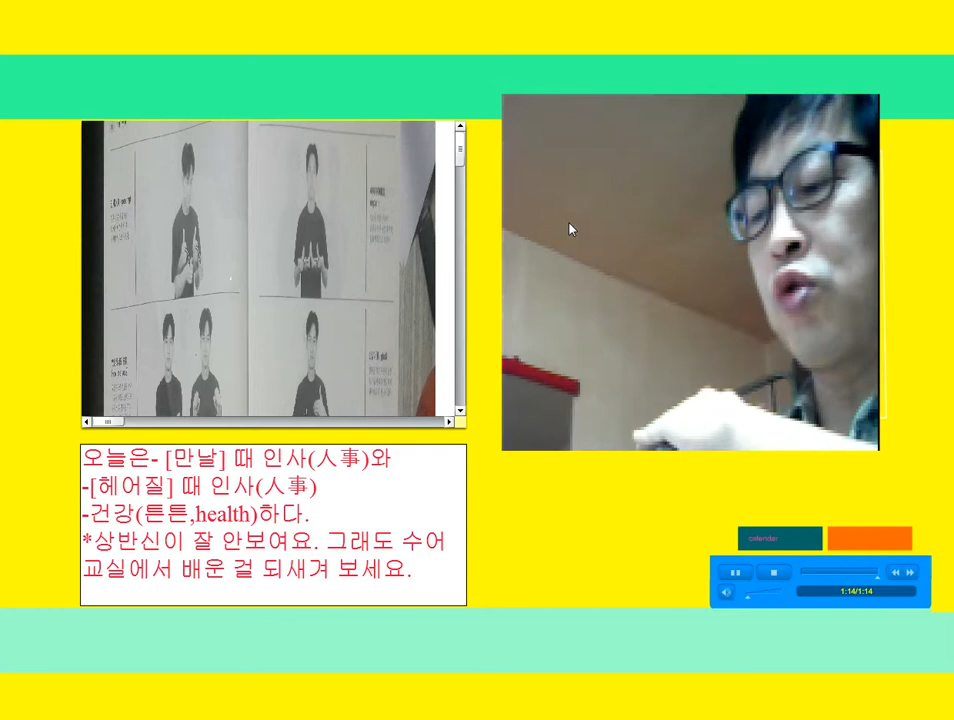 오늘은- [만날] 때 인사(人事)와
-[헤어질] 때 인사(人事)
-건강(튼튼,health)하다.
*상반신이 잘 안보여요. 그래도 수어
교실에서 배운 걸 되새겨 보세요.
calendar
1:14/1:14